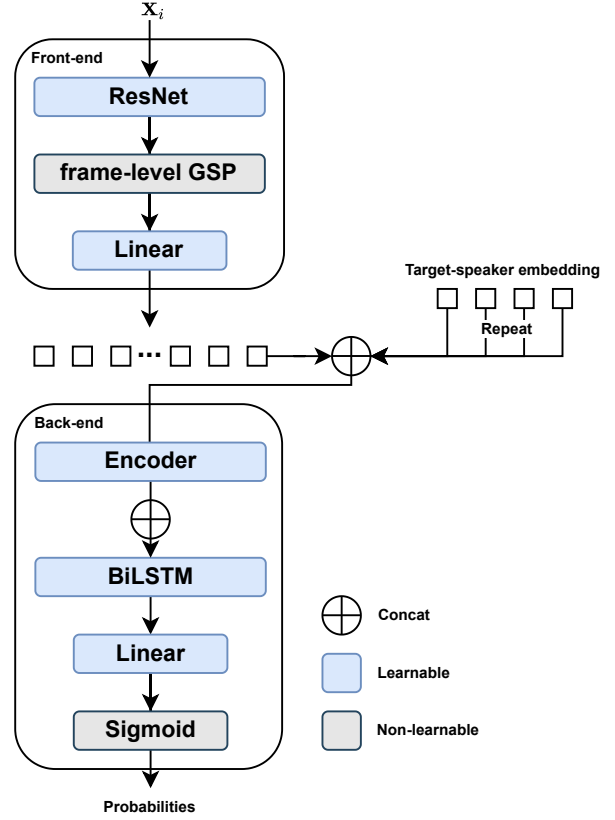 x_i
Front-end
ResNet
frame-level GSP
Linear
Target-speaker embedding
Repeat
...
Back-end
Encoder
BiLSTM
Linear
Sigmoid
Probabilities
Concat
Learnable
Non-learnable